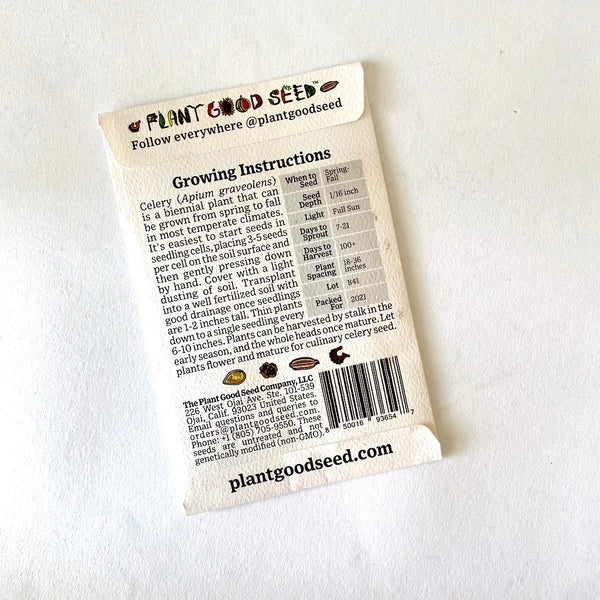 PLANT GOOD SEED™
Follow everywhere @plantgoodseed
Growing Instructions
Celery (Apium graveolens)
is a biennial plant that can
be grown from spring to fall
in most temperate climates.
It's easiest to start seeds in
seedling cells, placing 3-5 seeds
per cell on the soil surface and
then gently pressing down
by hand. Cover with a light
dusting of soil. Transplant
into a well fertilized soil with
good drainage once seedlings
are 1-2 inches tall. Thin plants
down to a single seedling every
6-10 inches. Plants can be harvested by stalk in the
early season, and the whole heads once mature. Let
plants flower and mature for culinary celery seed.
When to Seed Spring-Fall
Seed Depth 1/16 inch
Light Full Sun
Days to Sprout 7-21
Days to Harvest 100+
Plant Spacing 18-36 inches
Lot B41
Packed For 2021
The Plant Good Seed Company, LLC
226 West Ojai Ave. Ste. 101-539
Ojai, Calif. 93023 United States.
Email questions and queries to
orders@plantgoodseed.com.
Phone: +1 (805) 705-9550. These
seeds are untreated and not
genetically modified (non-GMO).
8 50016 93654 7
plantgoodseed.com